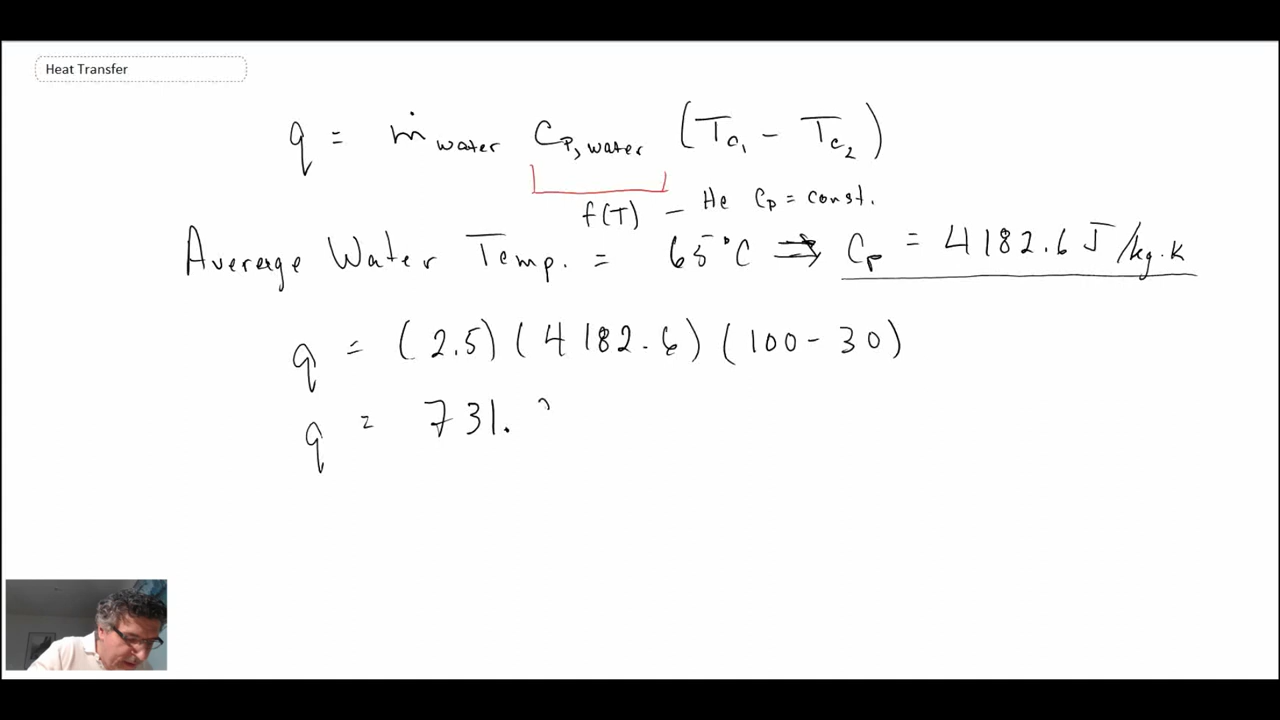 Heat Transfer
q = ṁ water Cp, water (Tc1 - Tc2)
f(T) - He Cp = const.
Average Water Temp. = 65°C ⇒ Cp = 4182.6 J/kg.K
q = (2.5)(4182.6)(100-30)
q = 731.